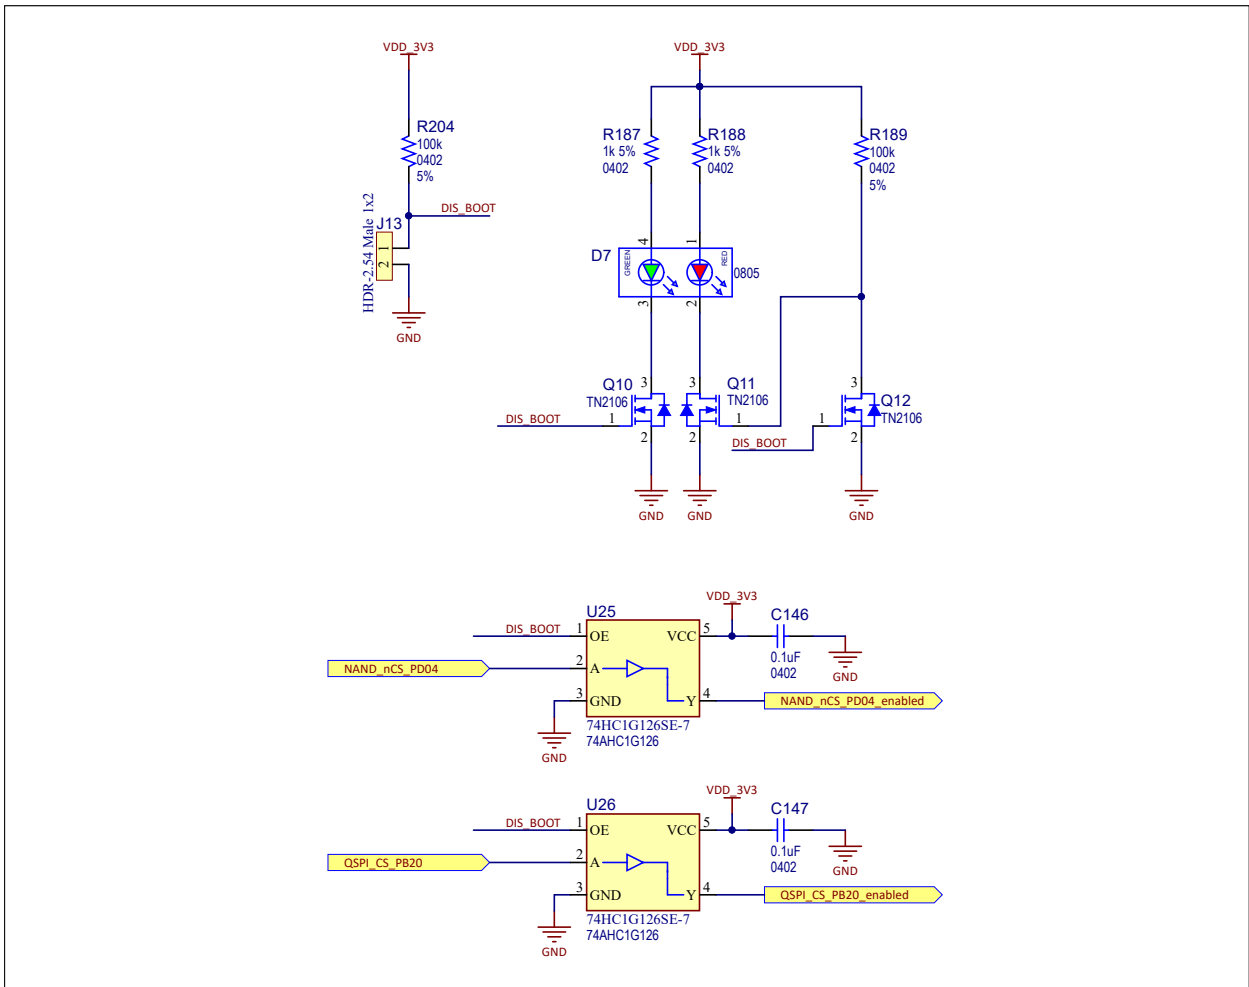 VDD_3V3
R204
100k
0402
5%
DIS_BOOT
J13
1
2
HDR-2.54 Male 1x2
GND
VDD_3V3
R187
1k 5%
0402
R188
1k 5%
0402
R189
100k
0402
5%
D7
4
1
GREEN
RED
0805
3
2
Q10
TN2106
3
1
2
DIS_BOOT
GND
Q11
TN2106
3
1
2
GND
Q12
TN2106
3
1
2
DIS_BOOT
GND
U25
VDD_3V3
C146
0.1uF
0402
GND
DIS_BOOT
1
OE
VCC
5
NAND_nCS_PD04
2
A
3
GND
Y
4
NAND_nCS_PD04_enabled
GND
74HC1G126SE-7
74AHC1G126
U26
VDD_3V3
C147
0.1uF
0402
GND
DIS_BOOT
1
OE
VCC
5
QSPI_CS_PB20
2
A
3
GND
Y
4
QSPI_CS_PB20_enabled
GND
74HC1G126SE-7
74AHC1G126